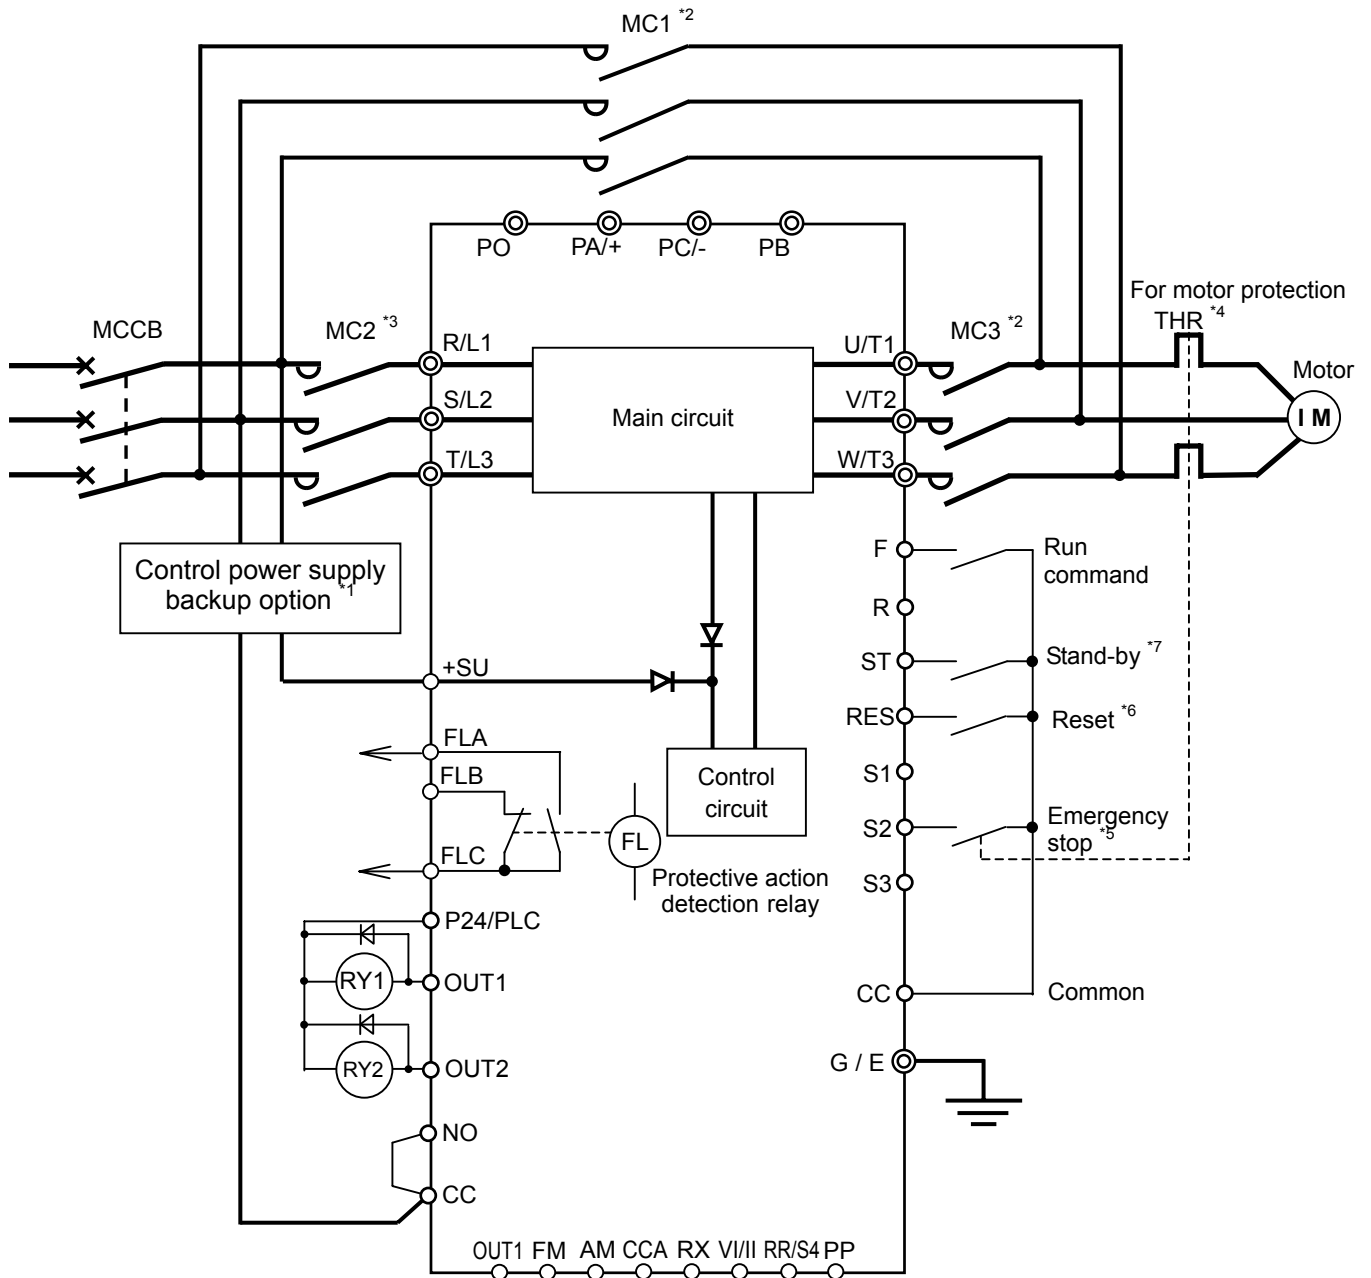 MC1 *2
PO
PA/+
PC/-
PB
For motor protection
THR *4
MCCB
MC2 *3
R/L1
U/T1
MC3 *2
Motor
S/L2
Main circuit
V/T2
I M
T/L3
W/T3
Control power supply
backup option *1
F
Run
command
R
+SU
ST
Stand-by *7
RES
Reset *6
FLA
FLB
Control
circuit
S1
FL
S2
Emergency
stop *5
FLC
Protective action
detection relay
S3
P24/PLC
RY1
OUT1
CC
Common
RY2
OUT2
G / E
NO
CC
OUT1
FM
AM
CCA
RX
VI/II
RR/S4
PP